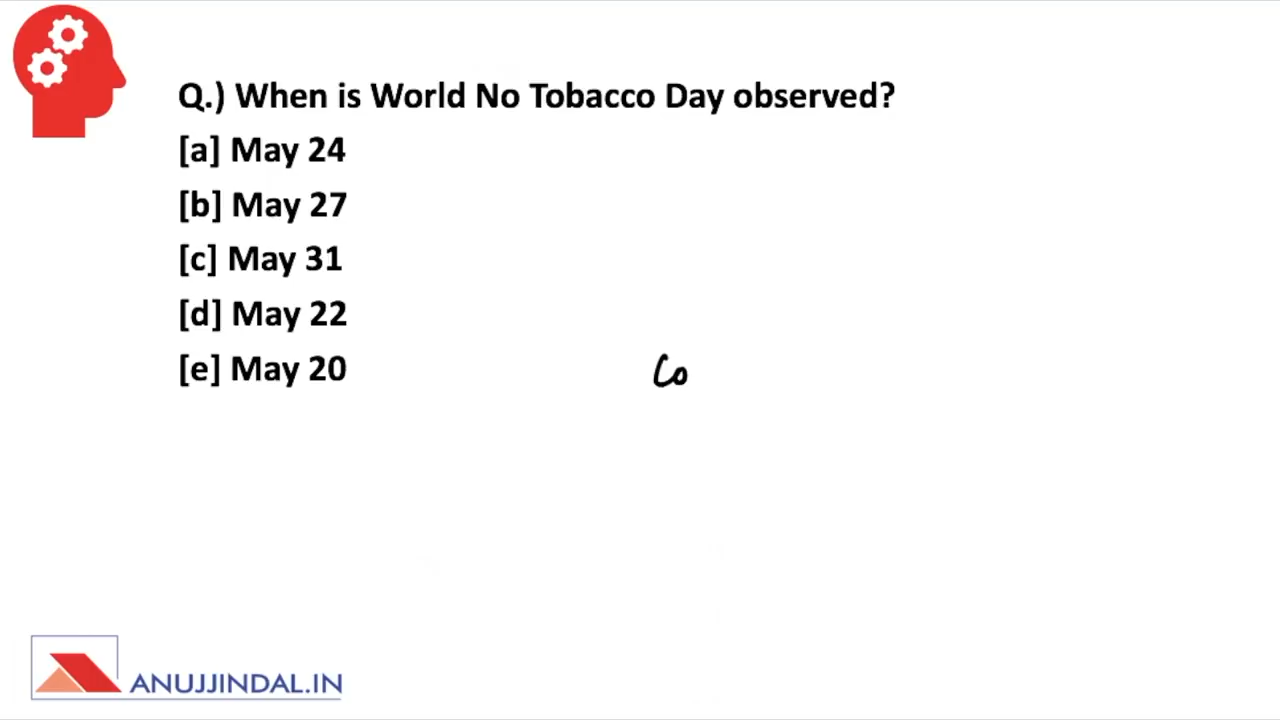 Q.) When is World No Tobacco Day observed?
[a] May 24
[b] May 27
[c] May 31
[d] May 22
[e] May 20
Co
ANUJJINDAL.IN